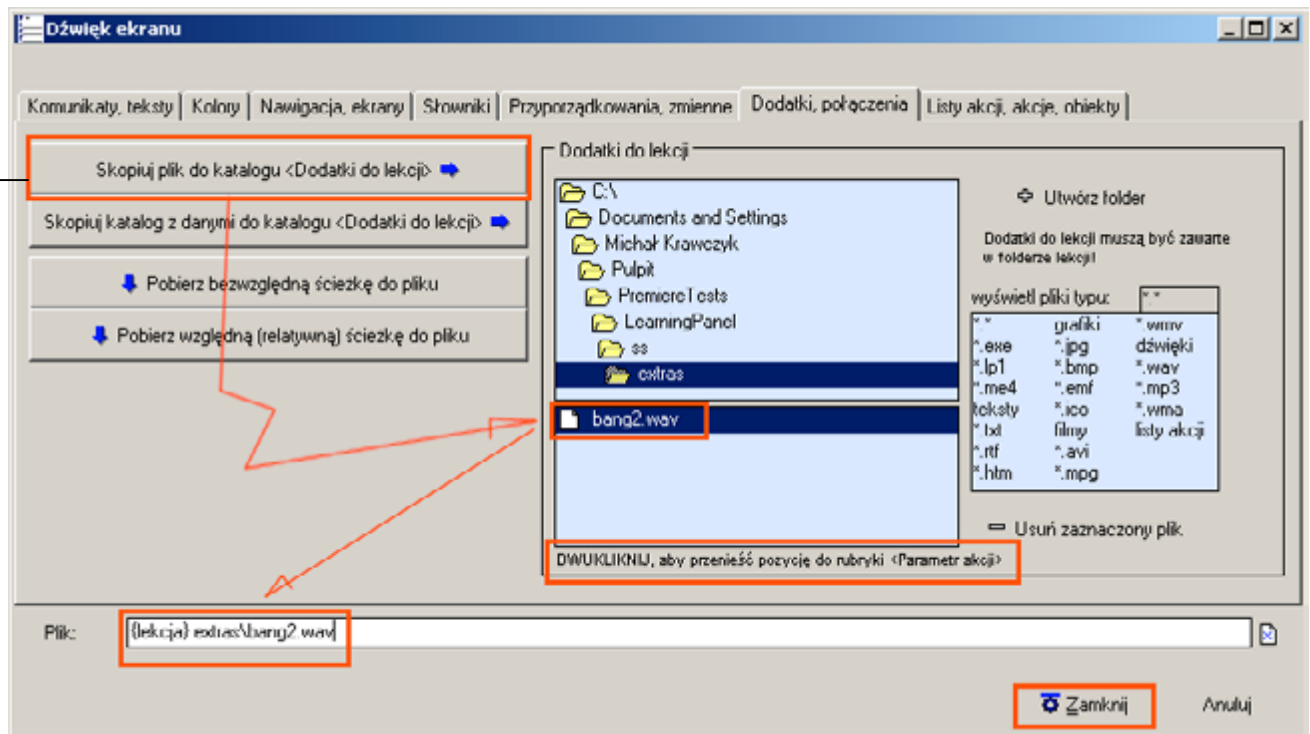 Dźwięk ekranu
Komunikaty, teksty
Kolory
Nawigacja, ekrany
Słowniki
Przyporządkowania, zmienne
Dodatki, połączenia
Listy akcji, akcje, obiekty
Skopiuj plik do katalogu <Dodatki do lekcji>
Skopiuj katalog z danymi do katalogu <Dodatki do lekcji>
Pobierz bezwzględną ścieżkę do pliku
Pobierz względną (relatywną) ścieżkę do pliku
Dodatki do lekcji
C:\
Documents and Settings
Michał Krawczyk
Pulpit
PremiereTests
LearningPanel
ss
extras
bang2.wav
DWUKLIKNIJ, aby przenieść pozycję do rubryki <Parametr akcji>
Utwórz folder
Dodatki do lekcji muszą być zawarte
w folderze lekcji!
wyświetl pliki typu: *.*
*.* grafiki *.wmv
*.exe *.jpg dźwięki
*.lp1 *.bmp *.wav
*.me4 *.emf *.mp3
teksty *.ico *.wma
*.txt filmy listy akcji
*.rtf *.avi
*.htm *.mpg
Usuń zaznaczony plik
Plik: {lekcja} extras\bang2.wav
Zamknij
Anuluj